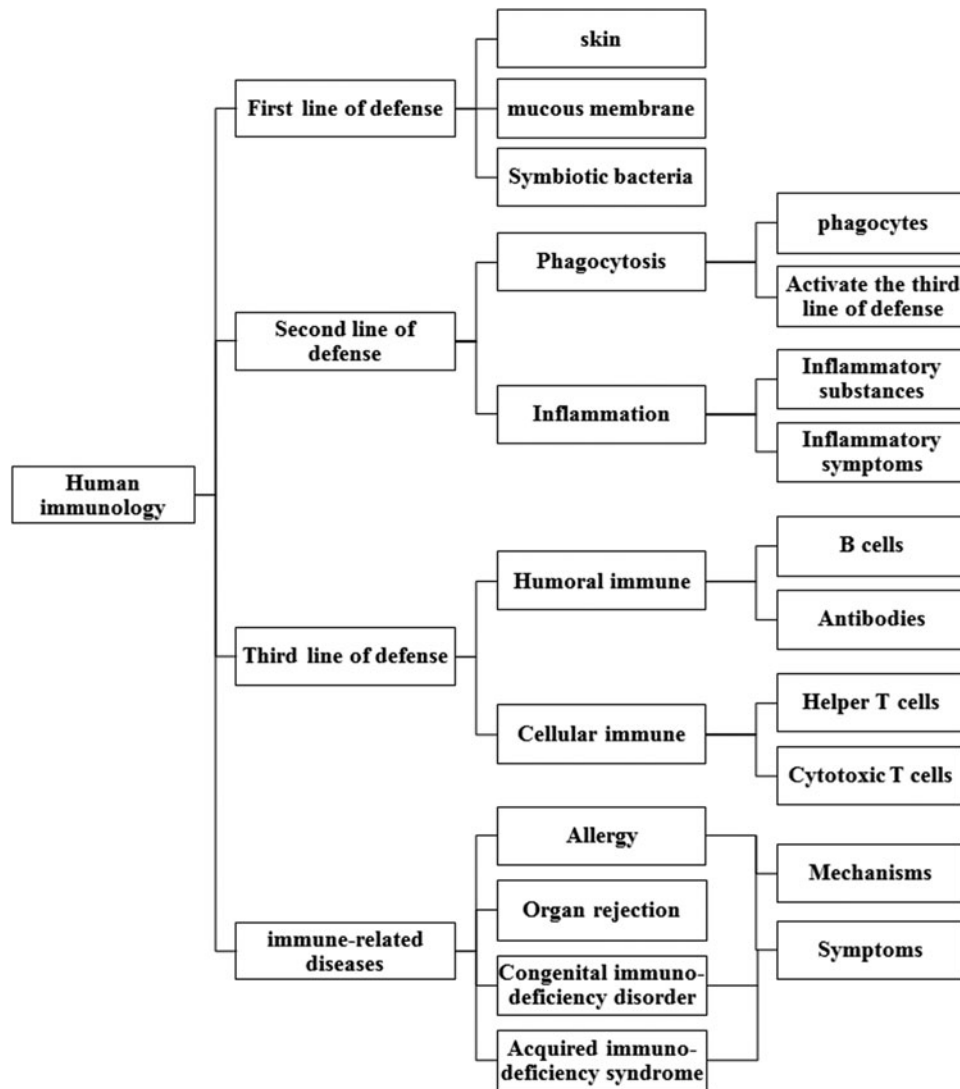 skin
First line of defense
mucous membrane
Symbiotic bacteria
phagocytes
Phagocytosis
Activate the third
line of defense
Second line of
defense
Inflammatory
substances
Inflammation
Inflammatory
symptoms
Human
immunology
B cells
Humoral immune
Antibodies
Third line of defense
Helper T cells
Cellular immune
Cytotoxic T cells
Allergy
Mechanisms
Organ rejection
immune-related
diseases
Symptoms
Congenital immuno-
deficiency disorder
Acquired immuno-
deficiency syndrome